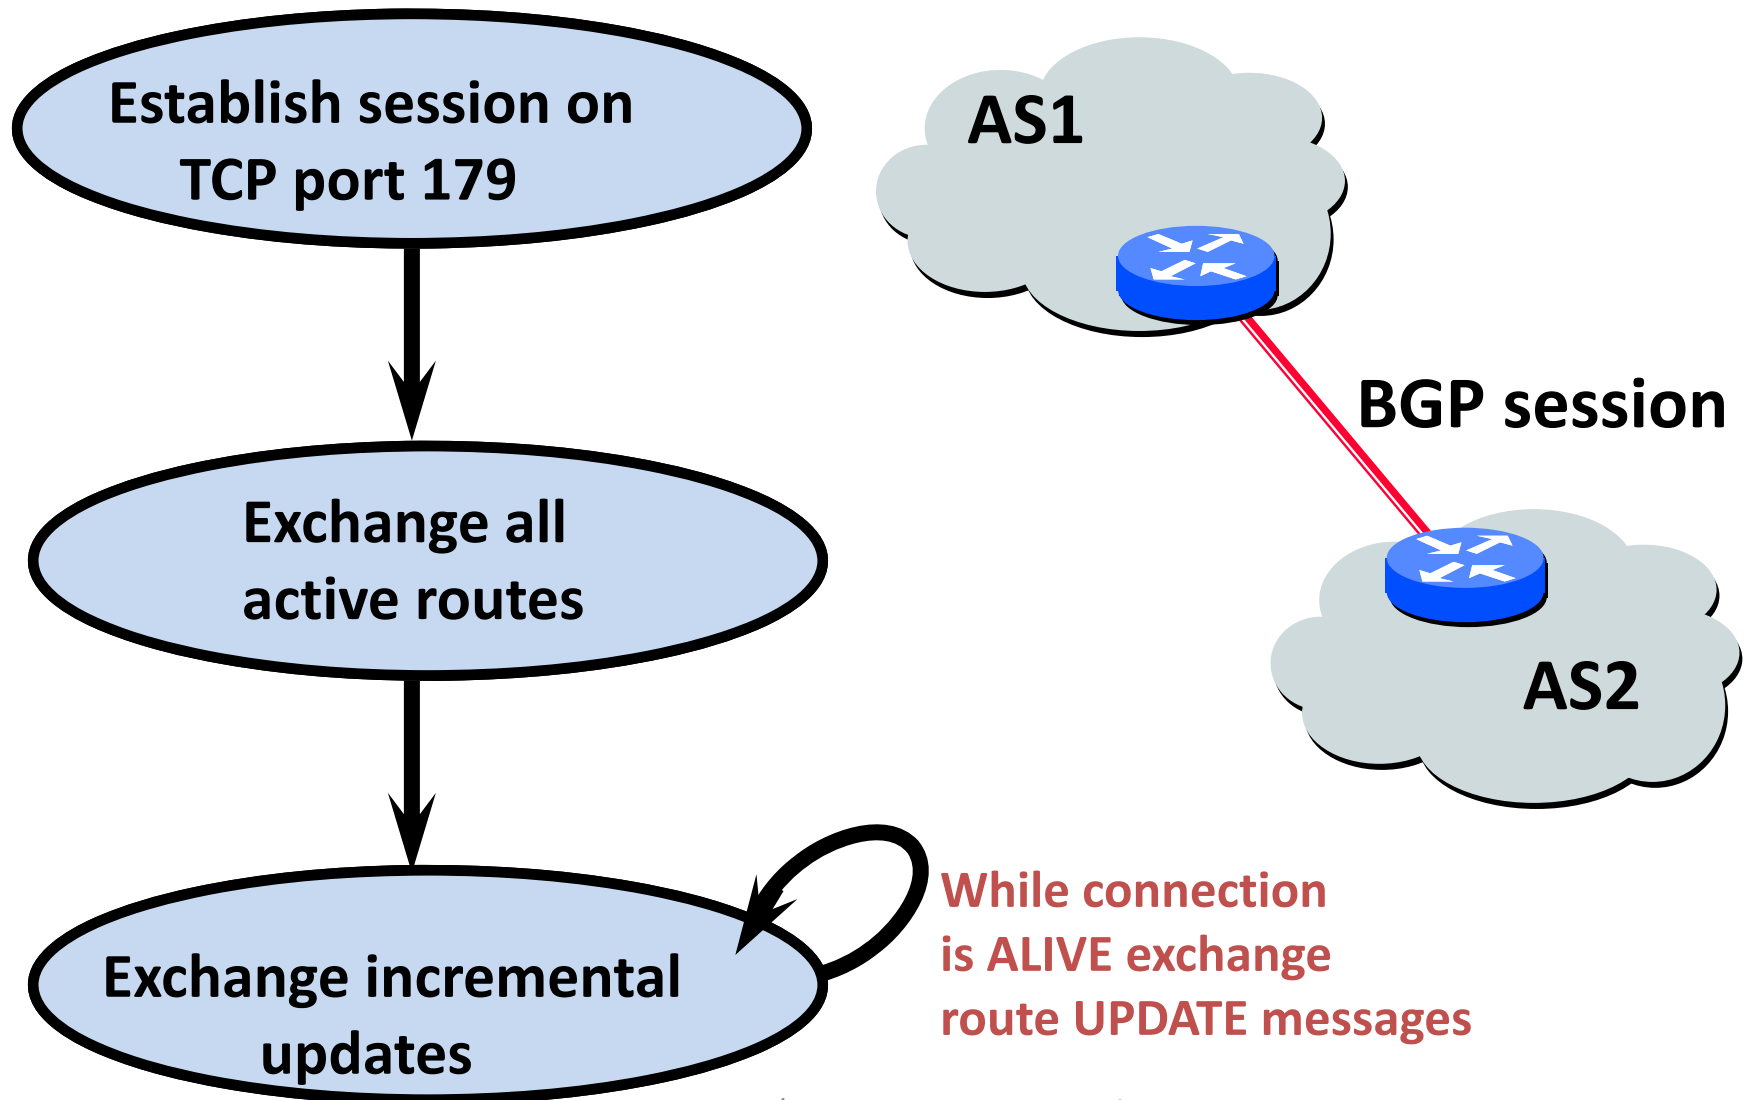 Establish session on
TCP port 179
Exchange all
active routes
Exchange incremental
updates
While connection
is ALIVE exchange
route UPDATE messages
AS1
BGP session
AS2